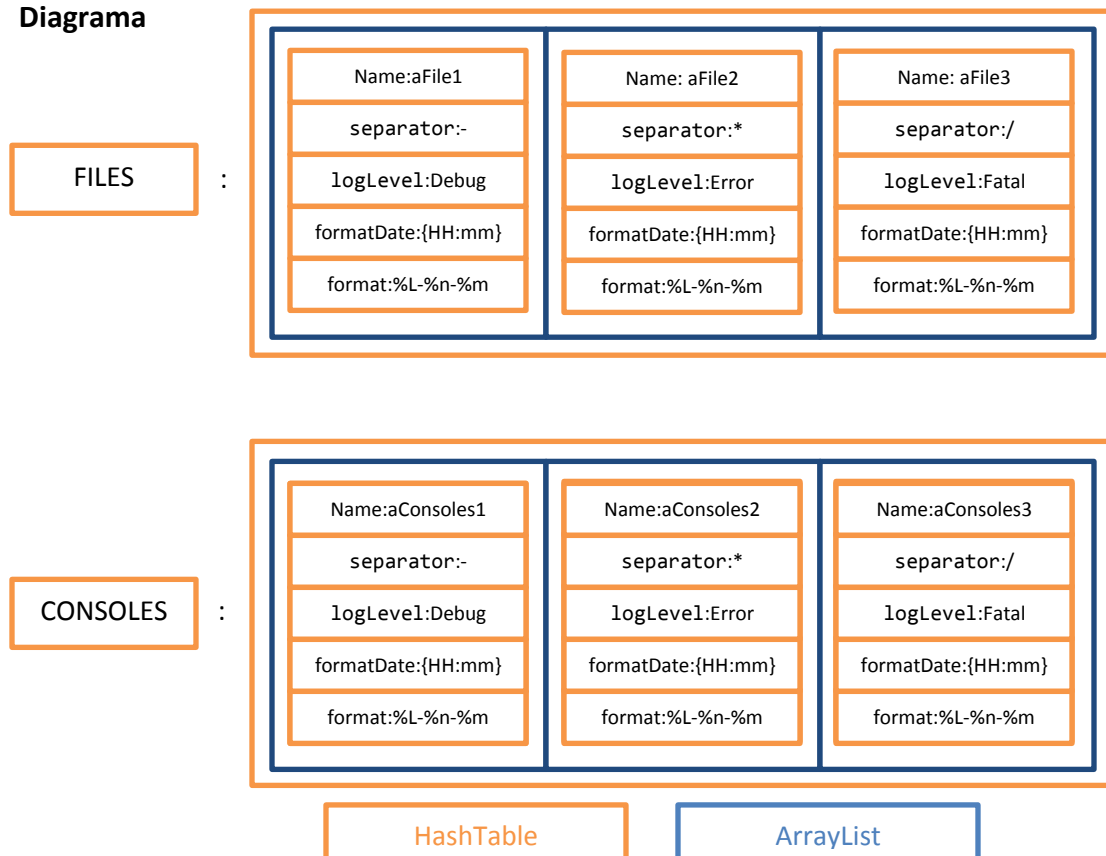 Diagrama
Name:aFile1
separator:-
logLevel:Debug
formatDate:{HH:mm}
format:%L-%n-%m
Name: aFile2
separator:*
logLevel:Error
formatDate:{HH:mm}
format:%L-%n-%m
Name: aFile3
separator:/
logLevel:Fatal
formatDate:{HH:mm}
format:%L-%n-%m
FILES :
Name:aConsoles1
separator:-
logLevel:Debug
formatDate:{HH:mm}
format:%L-%n-%m
Name:aConsoles2
separator:*
logLevel:Error
formatDate:{HH:mm}
format:%L-%n-%m
Name:aConsoles3
separator:/
logLevel:Fatal
formatDate:{HH:mm}
format:%L-%n-%m
CONSOLES :
HashTable
ArrayList